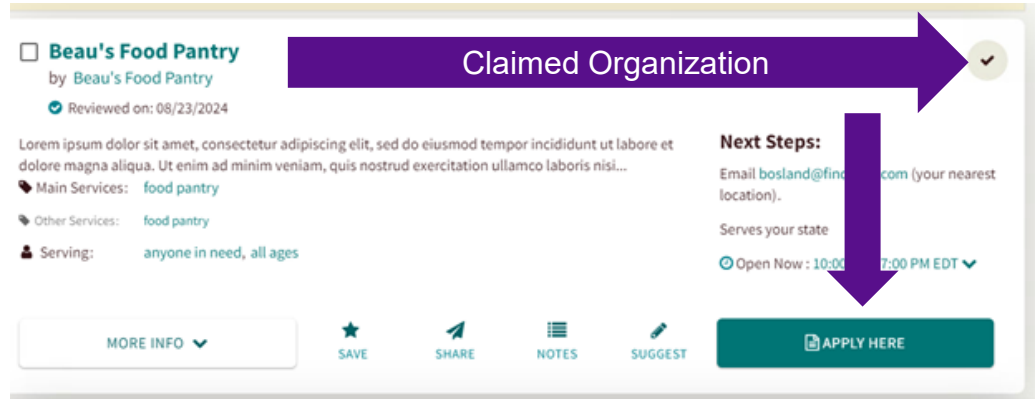 Beau's Food Pantry
by Beau's Food Pantry
Reviewed on: 08/23/2024
Claimed Organization
Lorem ipsum dolor sit amet, consectetur adipiscing elit, sed do eiusmod tempor incididunt ut labore et
dolore magna aliqua. Ut enim ad minim veniam, quis nostrud exercitation ullamco laboris nisi...
Main Services: food pantry
Other Services: food pantry
Serving: anyone in need, all ages
Next Steps:
Email bosland@find com (your nearest
location).
Serves your state
Open Now : 10:00 7:00 PM EDT
MORE INFO
SAVE
SHARE
NOTES
SUGGEST
APPLY HERE